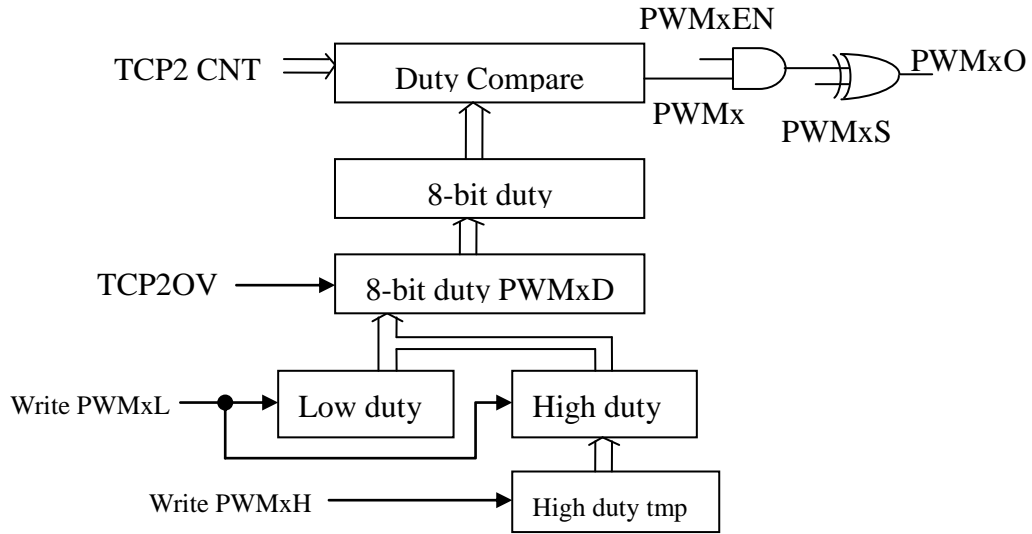 PWMxEN
TCP2 CNT
Duty Compare
PWMxO
PWMx
PWMxS
8-bit duty
TCP2OV
8-bit duty PWMxD
Write PWMxL
Low duty
High duty
Write PWMxH
High duty tmp